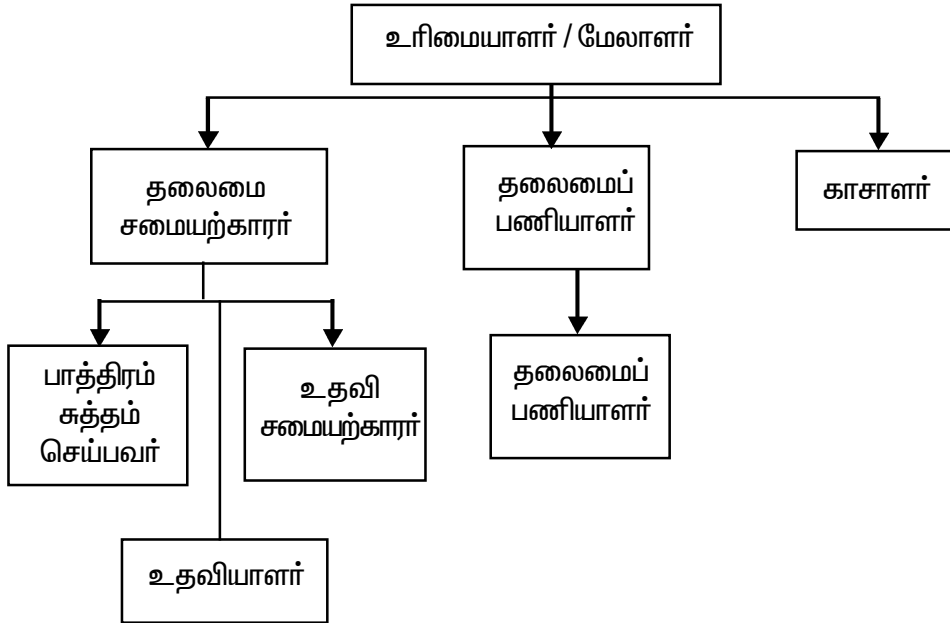 உரிமையாளர் / மேலாளர்
தலைமை
சமையற்காரர்
தலைமைப்
பணியாளர்
காசாளர்
பாத்திரம்
சுத்தம்
செய்பவர்
உதவி
சமையற்காரர்
தலைமைப்
பணியாளர்
உதவியாளர்